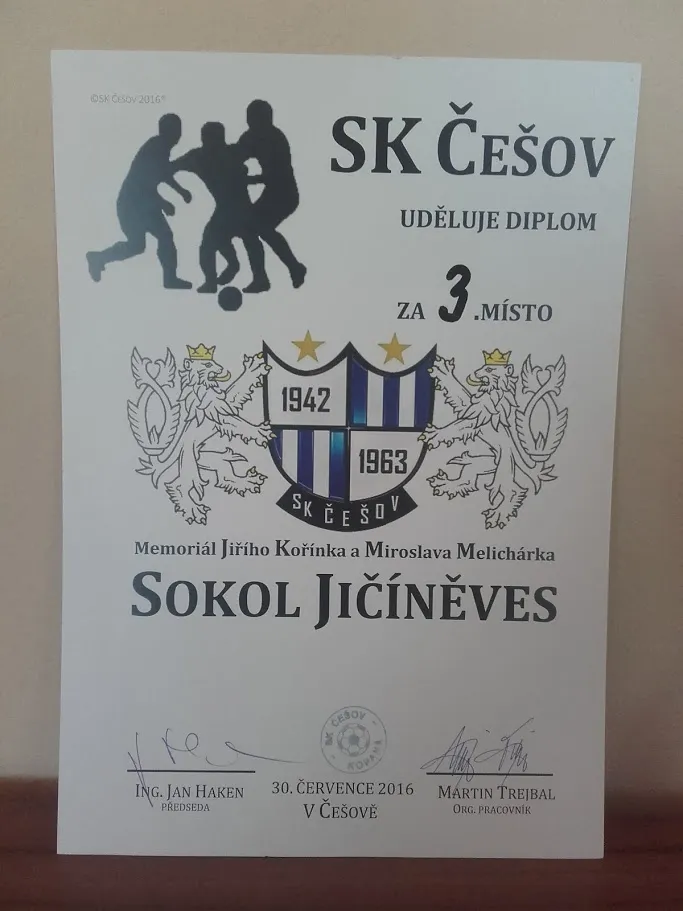 ©SK Češov 2016®
SK ČEŠOV
UDĚLUJE DIPLOM
ZA 3.MÍSTO
1942
1963
SK ČEŠOV
Memoriál Jiřího Kořínka a Miroslava Melichárka
SOKOL JIČÍNĚVES
SK ČEŠOV
KOPANÁ
ING. JAN HAKEN
PŘEDSEDA
30. ČERVENCE 2016
V ČEŠOVĚ
MARTIN TREJBAL
ORG. PRACOVNÍK